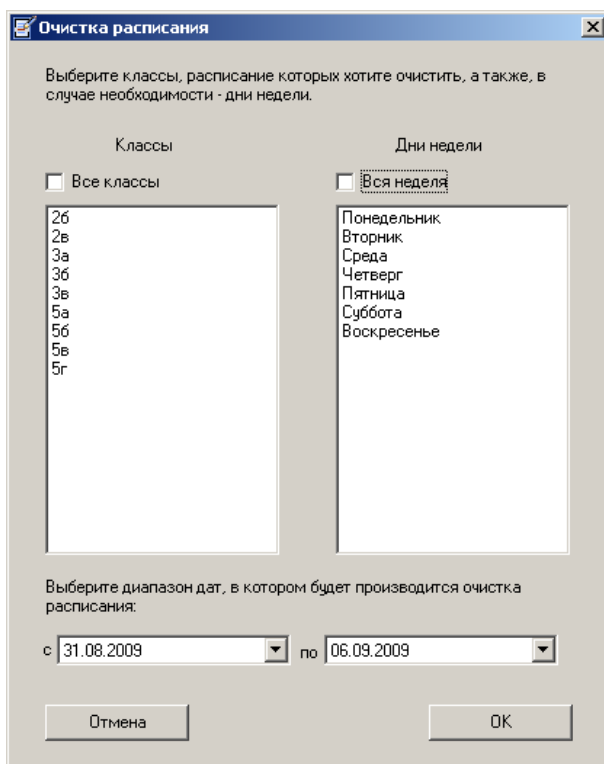 Очистка расписания
Выберите классы, расписание которых хотите очистить, а также, в
случае необходимости - дни недели.
Классы
Дни недели
Все классы
Вся неделя
2б
2в
3а
3б
3в
5а
5б
5в
5г
Понедельник
Вторник
Среда
Четверг
Пятница
Суббота
Воскресенье
Выберите диапазон дат, в котором будет производится очистка
расписания:
с 31.08.2009 по 06.09.2009
Отмена
OK